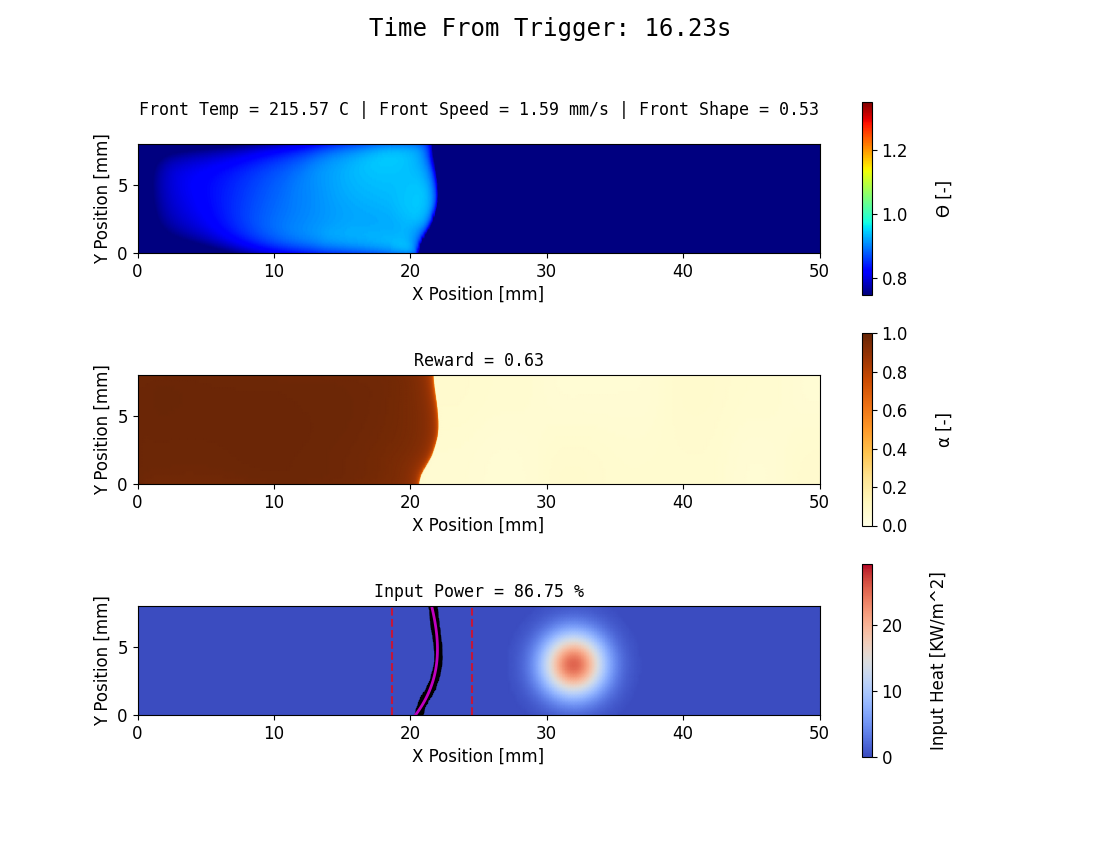 Time From Trigger: 16.23s
Front Temp = 215.57 C | Front Speed = 1.59 mm/s | Front Shape = 0.53
Y Position [mm]
5
0
0 10 20 30 40 50
X Position [mm]
1.2
1.0
0.8
Θ [-]
Reward = 0.63
Y Position [mm]
5
0
0 10 20 30 40 50
X Position [mm]
1.0
0.8
0.6
0.4
0.2
0.0
α [-]
Input Power = 86.75 %
Y Position [mm]
5
0
0 10 20 30 40 50
X Position [mm]
20
10
0
Input Heat [KW/m^2]